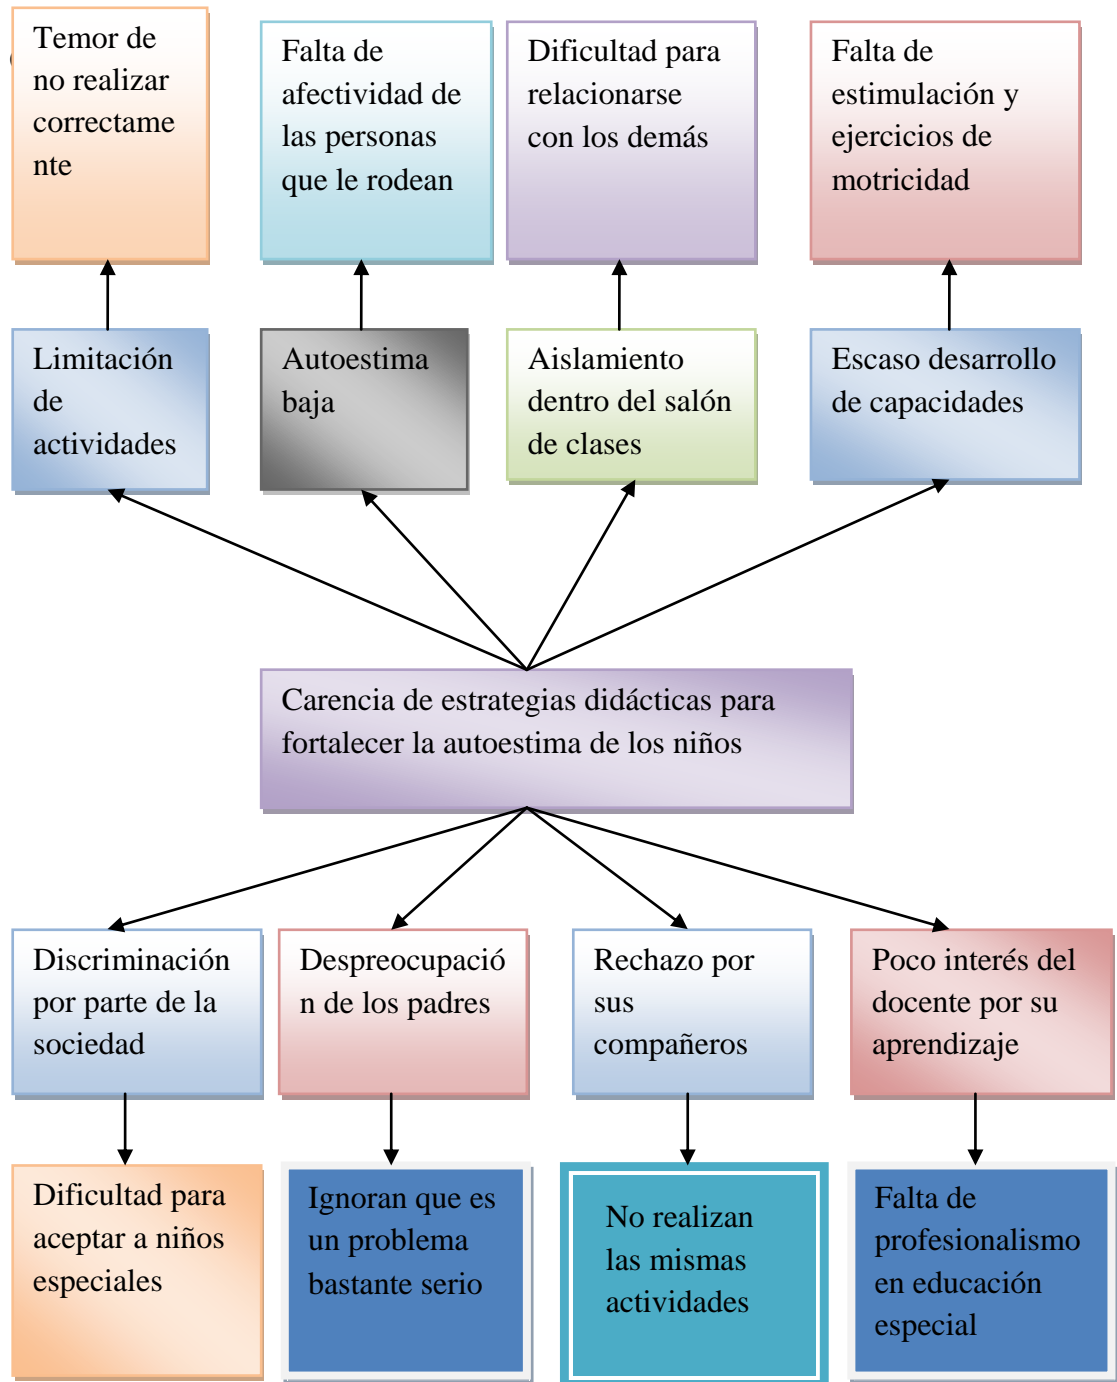 Temor de
no realizar
correctame
nte
Falta de
afectividad de
las personas
que le rodean
Dificultad para
relacionarse
con los demás
Falta de
estimulación y
ejercicios de
motricidad
Limitación
de
actividades
Autoestima
baja
Aislamiento
dentro del salón
de clases
Escaso desarrollo
de capacidades
Carencia de estrategias didácticas para
fortalecer la autoestima de los niños
Discriminación
por parte de la
sociedad
Despreocupació
n de los padres
Rechazo por
sus
compañeros
Poco interés del
docente por su
aprendizaje
Dificultad para
aceptar a niños
especiales
Ignoran que es
un problema
bastante serio
No realizan
las mismas
actividades
Falta de
profesionalismo
en educación
especial